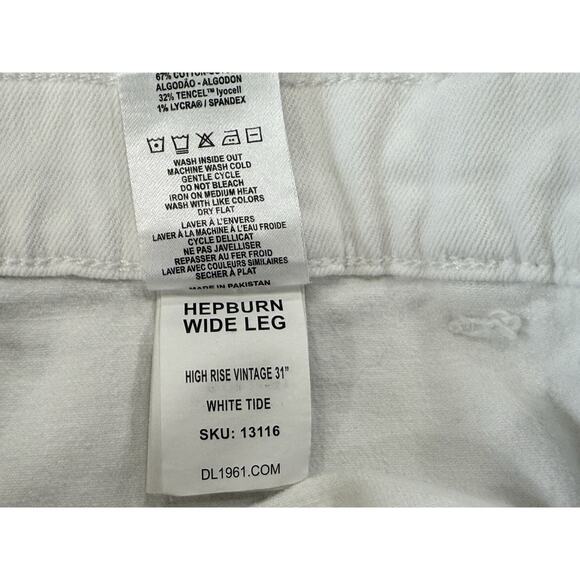 67% COTTON
ALGODÃO - ALGODON
32% TENCEL™ lyocell
1% LYCRA® / SPANDEX
WASH INSIDE OUT
MACHINE WASH COLD
GENTLE CYCLE
DO NOT BLEACH
IRON ON MEDIUM HEAT
WASH WITH LIKE COLORS
DRY FLAT
LAVER À L'ENVERS
LAVER À LA MACHINE À L'EAU FROIDE
CYCLE DELLICAT
NE PAS JAVELLISER
REPASSER AU FER FROID
LAVER AVEC COULEURS SIMILAIRES
SECHER À PLAT
MADE IN PAKISTAN
HEPBURN
WIDE LEG
HIGH RISE VINTAGE 31”
WHITE TIDE
SKU: 13116
DL1961.COM